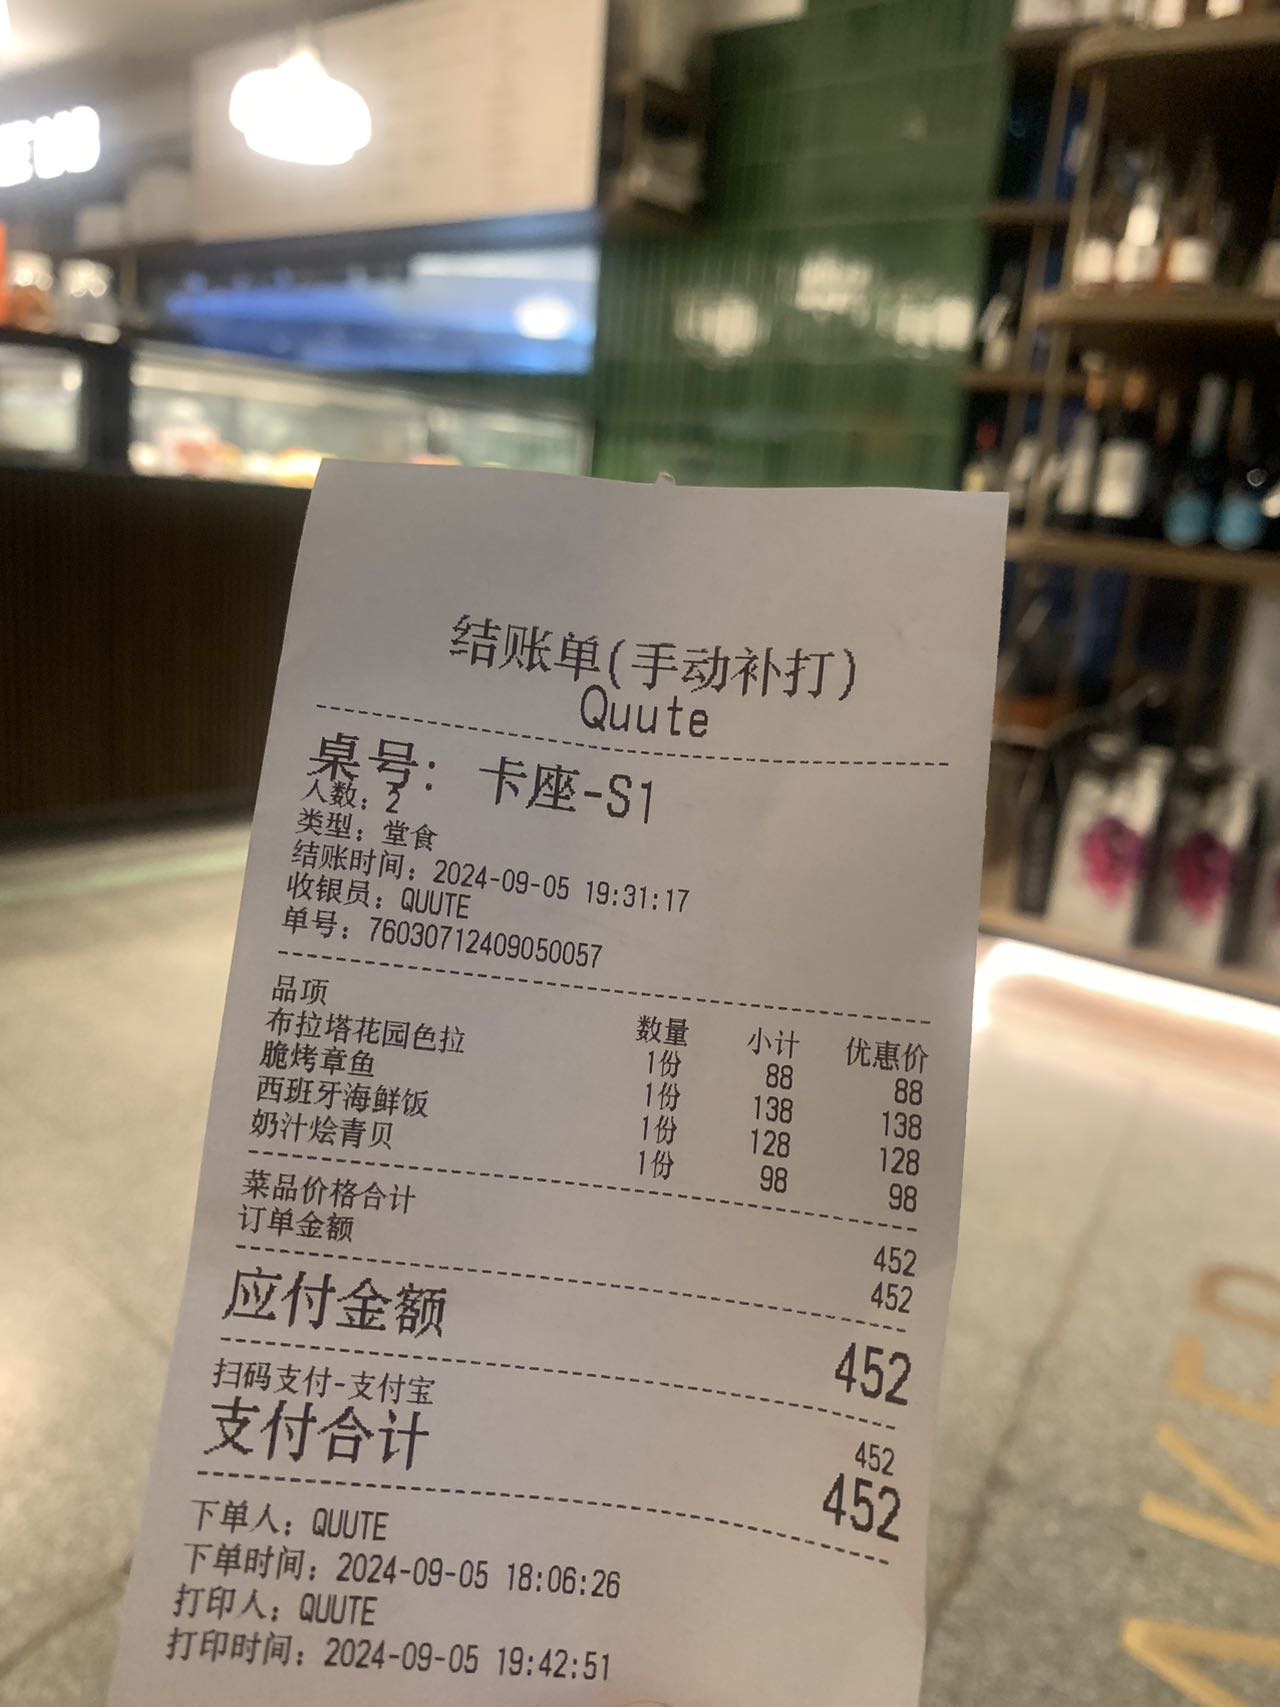 结账单(手动补打)
Quute
桌号: 卡座-S1
人数: 2
类型: 堂食
结账时间: 2024-09-05 19:31:17
收银员: QUUTE
单号: 76030712409050057
品项 数量 小计 优惠价
布拉塔花园色拉 1份 88 88
脆烤章鱼 1份 138 138
西班牙海鲜饭 1份 128 128
奶汁烩青贝 1份 98 98
菜品价格合计 452
订单金额 452
应付金额 452
扫码支付-支付宝 452
支付合计 452
下单人: QUUTE
下单时间: 2024-09-05 18:06:26
打印人: QUUTE
打印时间: 2024-09-05 19:42:51